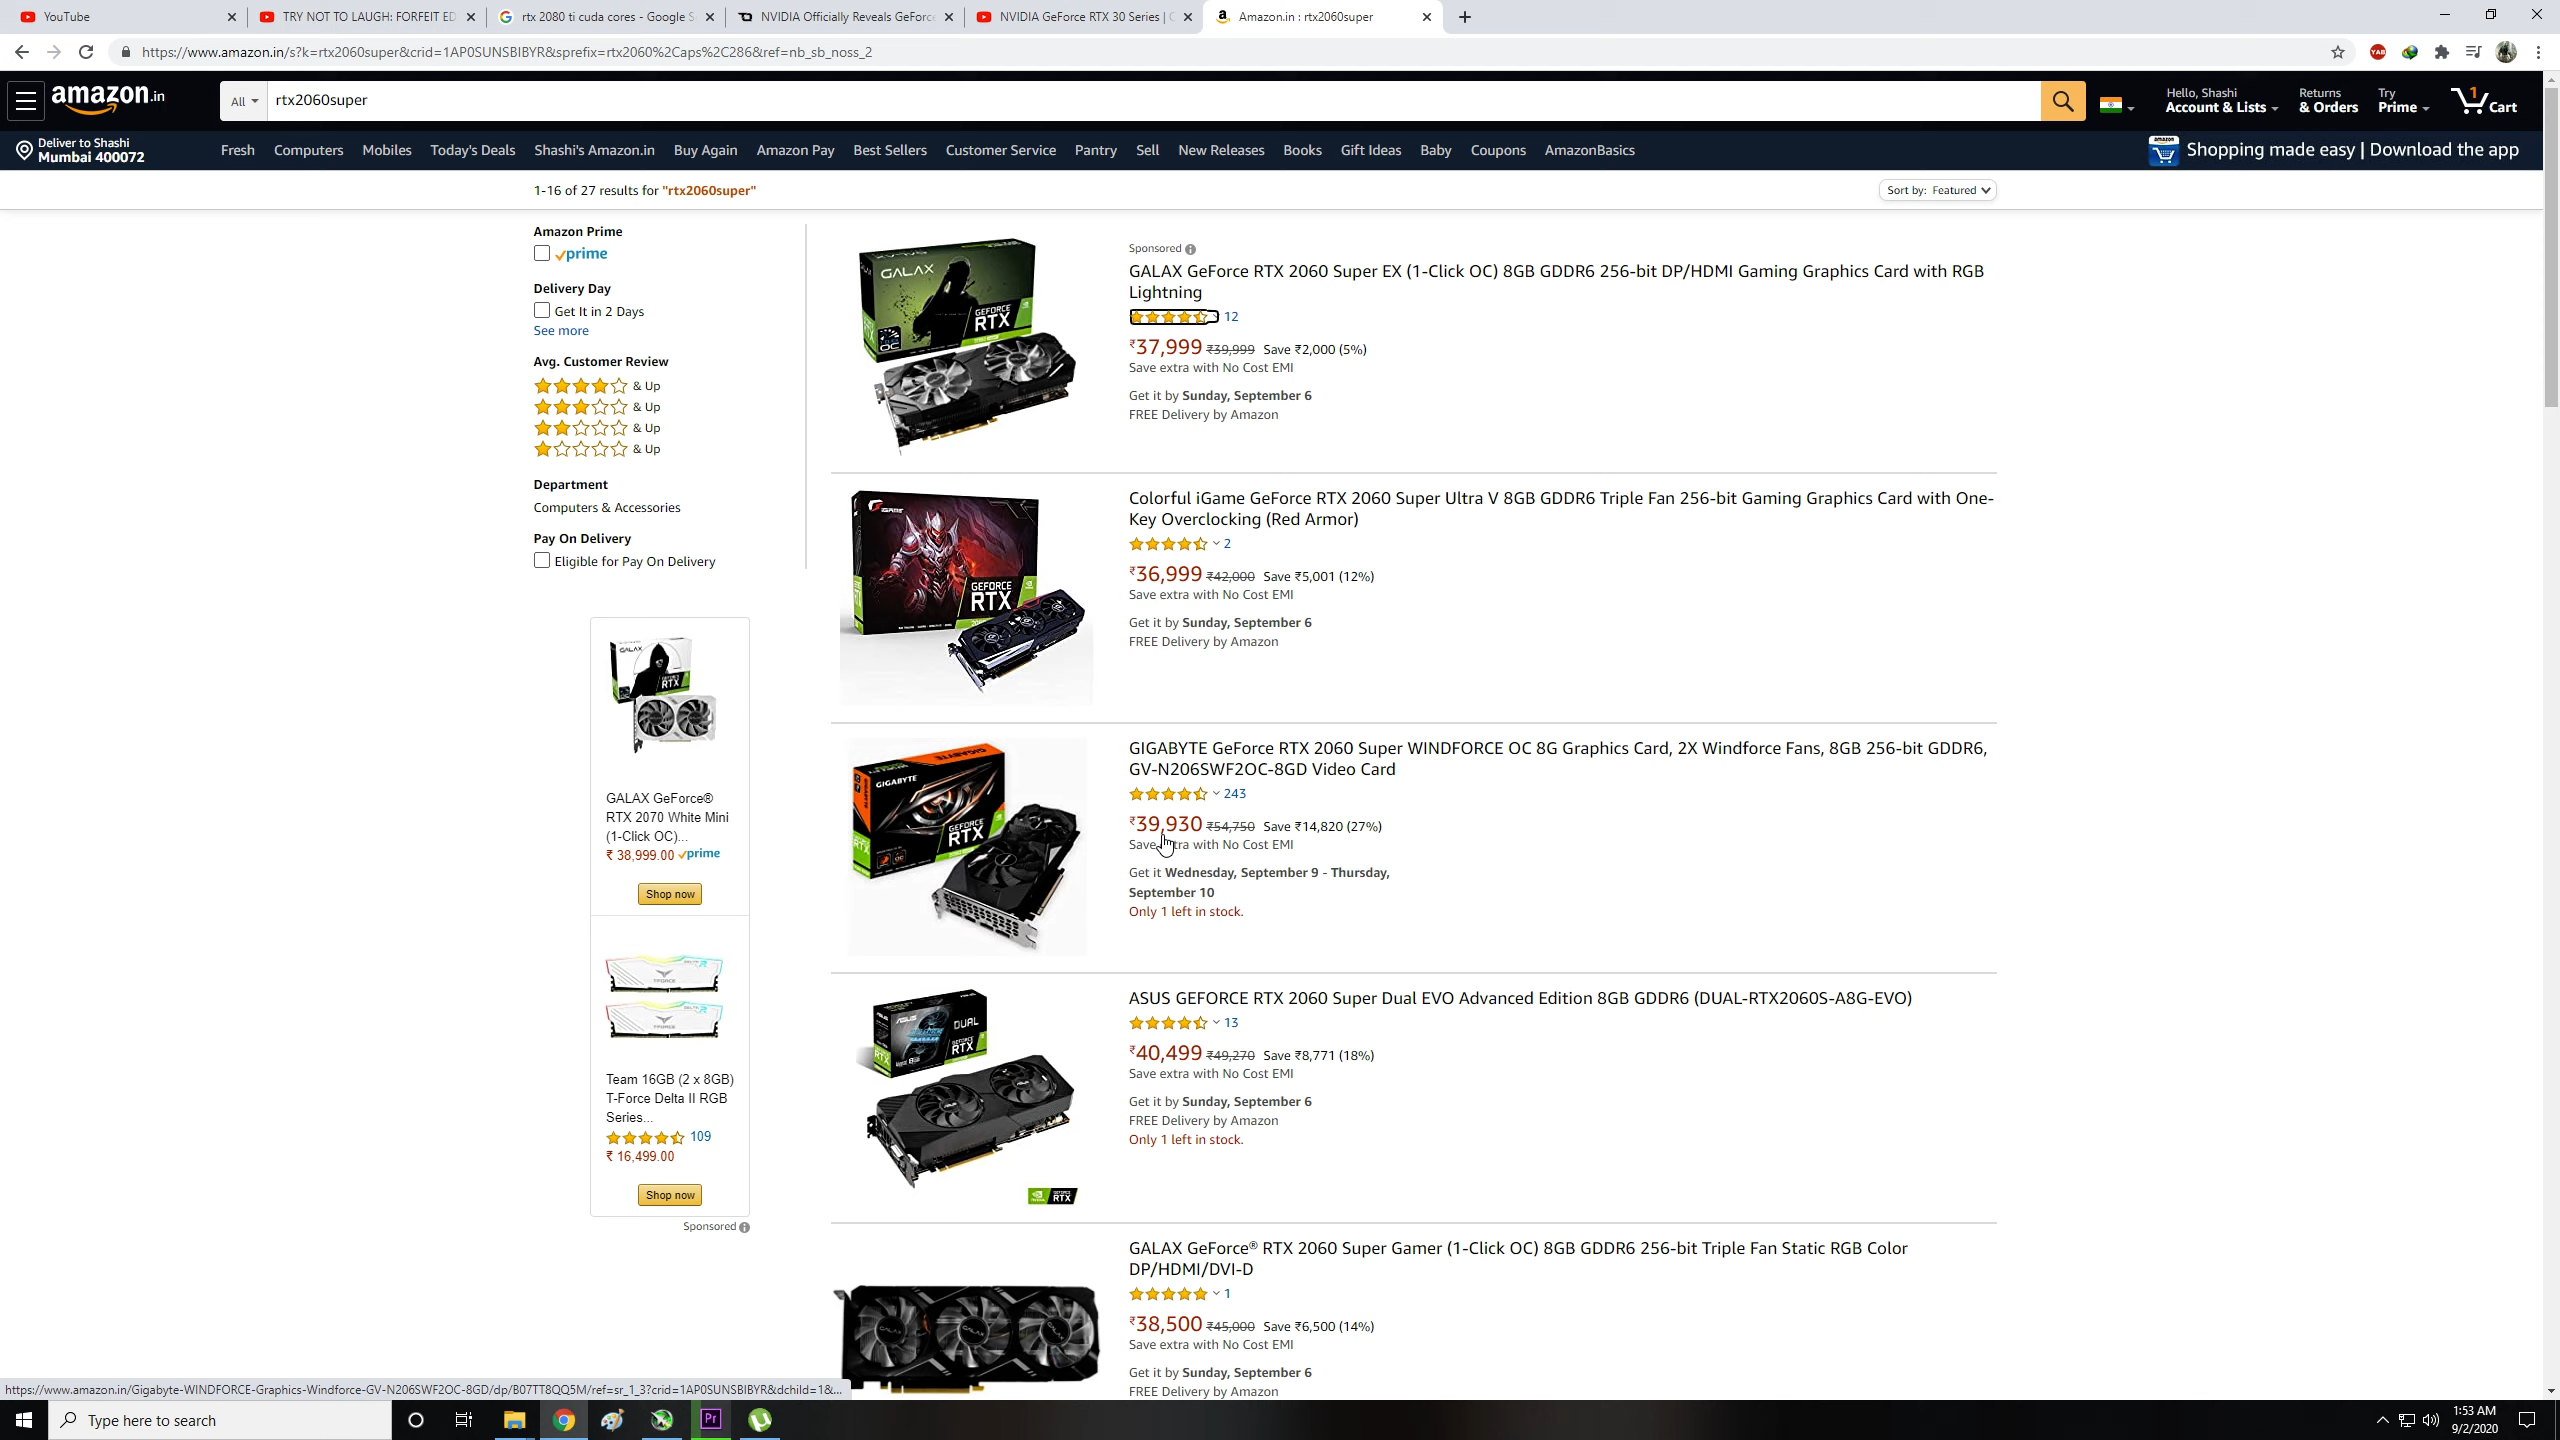 YouTube
TRY NOT TO LAUGH: FORFEIT ED
rtx 2080 ti cuda cores - Google S
NVIDIA Officially Reveals GeForce
NVIDIA GeForce RTX 30 Series | 
Amazon.in : rtx2060super
https://www.amazon.in/s?k=rtx2060super&crid=1AP0SUNSBIBYR&sprefix=rtx2060%2Caps%2C286&ref=nb_sb_noss_2
amazon.in
All
rtx2060super
Hello, Shashi
Account & Lists
Returns
& Orders
Try
Prime
1
Cart
Deliver to Shashi
Mumbai 400072
Fresh Computers Mobiles Today's Deals Shashi's Amazon.in Buy Again Amazon Pay Best Sellers Customer Service Pantry Sell New Releases Books Gift Ideas Baby Coupons AmazonBasics
Shopping made easy | Download the app
1-16 of 27 results for "rtx2060super"
Sort by: Featured
Amazon Prime
prime
Delivery Day
Get It in 2 Days
See more
Avg. Customer Review
& Up
& Up
& Up
& Up
Department
Computers & Accessories
Pay On Delivery
Eligible for Pay On Delivery
GALAX GeForce®
RTX 2070 White Mini
(1-Click OC)...
₹ 38,999.00 prime
Shop now
Team 16GB (2 x 8GB)
T-Force Delta II RGB
Series...
109
₹ 16,499.00
Shop now
Sponsored
GALAX
GEFORCE
RTX
OC
Sponsored
GALAX GeForce RTX 2060 Super EX (1-Click OC) 8GB GDDR6 256-bit DP/HDMI Gaming Graphics Card with RGB
Lightning
12
₹37,999 ₹39,999 Save ₹2,000 (5%)
Save extra with No Cost EMI
Get it by Sunday, September 6
FREE Delivery by Amazon
GEFORCE
RTX
Colorful iGame GeForce RTX 2060 Super Ultra V 8GB GDDR6 Triple Fan 256-bit Gaming Graphics Card with One-
Key Overclocking (Red Armor)
2
₹36,999 ₹42,000 Save ₹5,001 (12%)
Save extra with No Cost EMI
Get it by Sunday, September 6
FREE Delivery by Amazon
GIGABYTE
GEFORCE
RTX
GIGABYTE GeForce RTX 2060 Super WINDFORCE OC 8G Graphics Card, 2X Windforce Fans, 8GB 256-bit GDDR6,
GV-N206SWF2OC-8GD Video Card
243
₹39,930 ₹54,750 Save ₹14,820 (27%)
Save extra with No Cost EMI
Get it Wednesday, September 9 - Thursday,
September 10
Only 1 left in stock.
ASUS
DUAL
GEFORCE
RTX
GEFORCE
RTX
ASUS GEFORCE RTX 2060 Super Dual EVO Advanced Edition 8GB GDDR6 (DUAL-RTX2060S-A8G-EVO)
13
₹40,499 ₹49,270 Save ₹8,771 (18%)
Save extra with No Cost EMI
Get it by Sunday, September 6
FREE Delivery by Amazon
Only 1 left in stock.
GALAX GeForce® RTX 2060 Super Gamer (1-Click OC) 8GB GDDR6 256-bit Triple Fan Static RGB Color
DP/HDMI/DVI-D
1
₹38,500 ₹45,000 Save ₹6,500 (14%)
Save extra with No Cost EMI
Get it by Sunday, September 6
FREE Delivery by Amazon
https://www.amazon.in/Gigabyte-WINDFORCE-Graphics-Windforce-GV-N206SWF2OC-8GD/dp/B07TT8QQ5M/ref=sr_1_3?crid=1AP0SUNSBIBYR&dchild=1&...
Type here to search
Pr
1:53 AM
9/2/2020